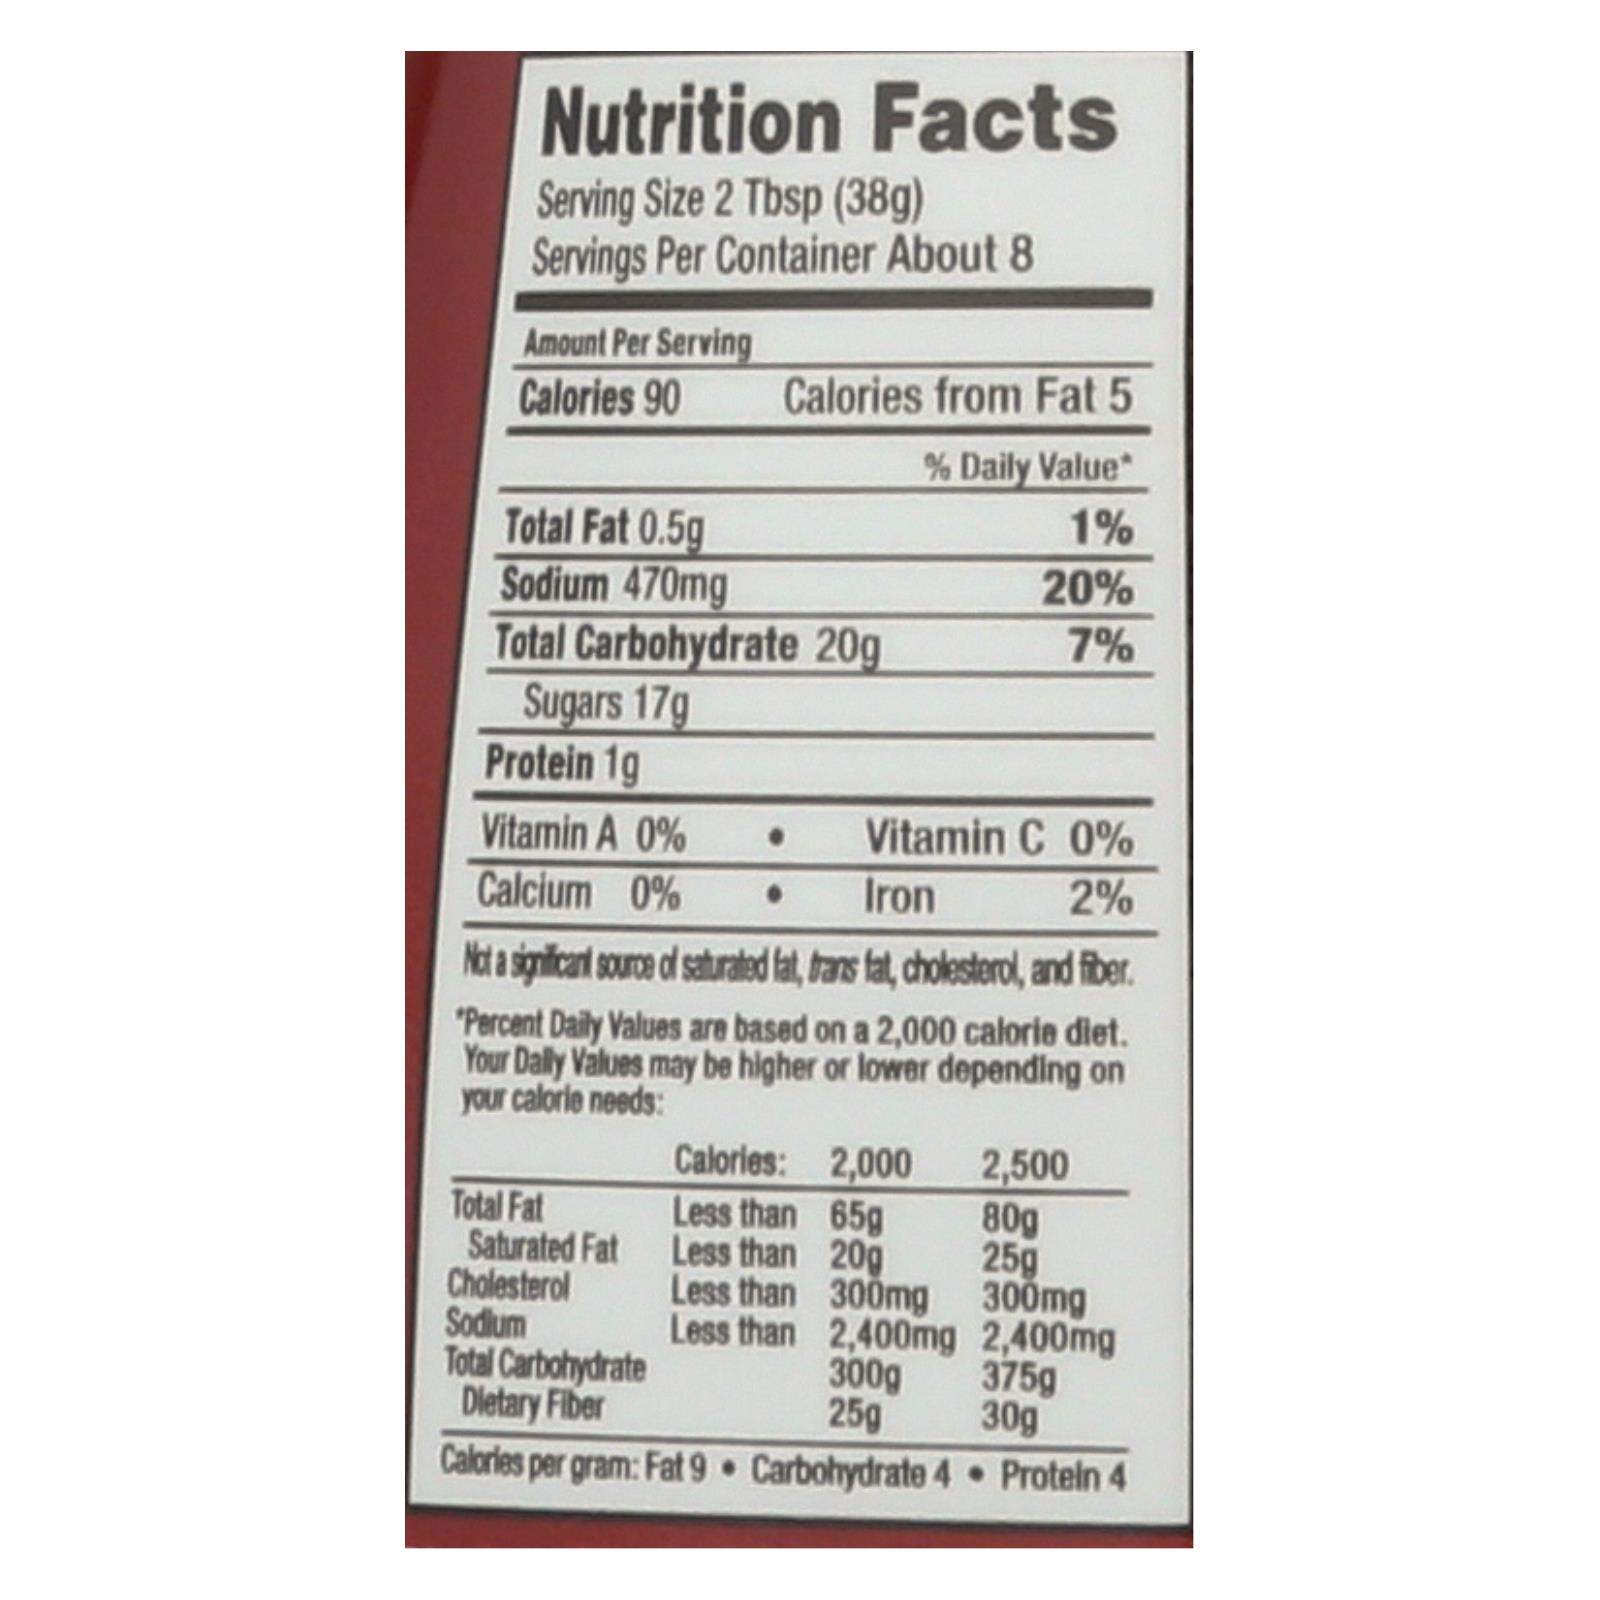 Nutrition Facts
Serving Size 2 Tbsp (38g)
Servings Per Container About 8
Amount Per Serving
Calories 90 Calories from Fat 5
% Daily Value*
Total Fat 0.5g 1%
Sodium 470mg 20%
Total Carbohydrate 20g 7%
Sugars 17g
Protein 1g
Vitamin A 0% • Vitamin C 0%
Calcium 0% • Iron 2%
Not a significant source of saturated fat, trans fat, cholesterol, and fiber.
*Percent Daily Values are based on a 2,000 calorie diet.
Your Daily Values may be higher or lower depending on
your calorie needs:
Calories: 2,000 2,500
Total Fat Less than 65g 80g
Saturated Fat Less than 20g 25g
Cholesterol Less than 300mg 300mg
Sodium Less than 2,400mg 2,400mg
Total Carbohydrate 300g 375g
Dietary Fiber 25g 30g
Calories per gram: Fat 9 • Carbohydrate 4 • Protein 4